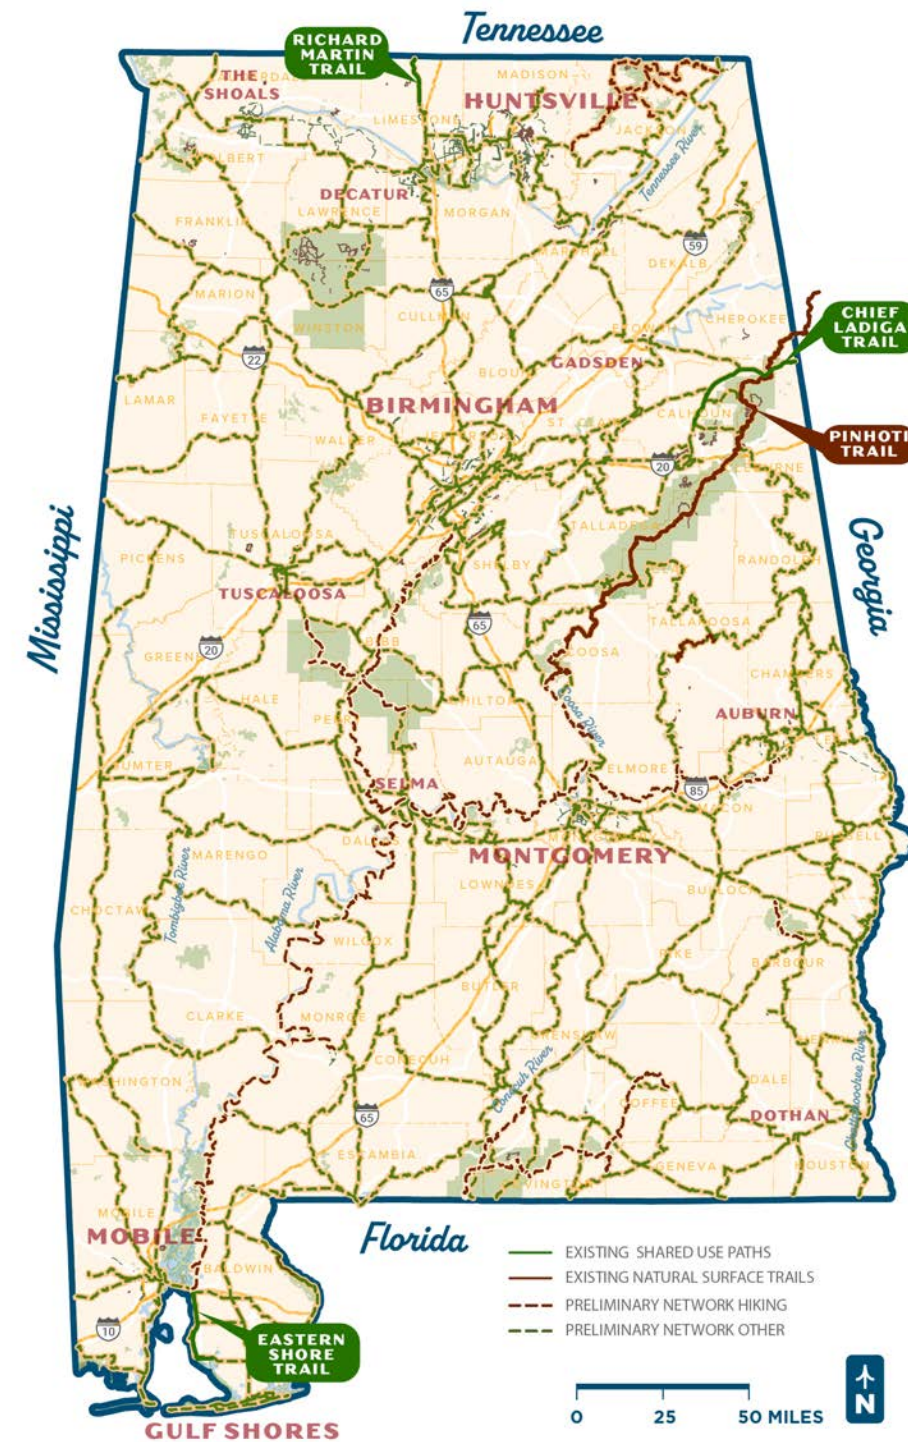 Tennessee
RICHARD
MARTIN
TRAIL
MADISON
THE
SHOALS
HUNTSVILLE
LIMESTONE
JACKSON
Tennessee River
DECATUR
LAWRENCE
MORGAN
FRANKLIN
MARSHALL
59
DEKALB
65
MARION
CULLMAN
CHEROKEE
CHIEF
LADIGA
TRAIL
WINSTON
22
GADSDEN
BLOUNT
LAMAR
BIRMINGHAM
FAYETTE
CALHOUN
WALKER
PINHOTI
TRAIL
20
TALLADEGA
Mississippi
Georgia
TUSCALOOSA
PICKENS
SHELBY
RANDOLPH
TUSCALOOSA
65
TALLAPOOSA
BIBB
20
GREENE
COOSA
CHAMBERS
HALE
CHILTON
Coosa River
PERRY
AUBURN
SUMTER
AUTAUGA
ELMORE
SELMA
85
MACON
DALLAS
RUSSELL
MARENGO
MONTGOMERY
Tombigbee River
Alabama River
LOWNDES
BULLOCK
CHOCTAW
WILCOX
PIKE
BARBOUR
BUTLER
CLARKE
MONROE
CRENSHAW
CONECUH
WASHINGTON
Conecuh River
DALE
Chattahoochee River
COFFEE
65
DOTHAN
ESCAMBIA
GENEVA
HOUSTON
COVINGTON
MOBILE
MOBILE
Florida
BALDWIN
EXISTING SHARED USE PATHS
EXISTING NATURAL SURFACE TRAILS
PRELIMINARY NETWORK HIKING
PRELIMINARY NETWORK OTHER
10
EASTERN
SHORE
TRAIL
N
0 25 50 MILES
GULF SHORES